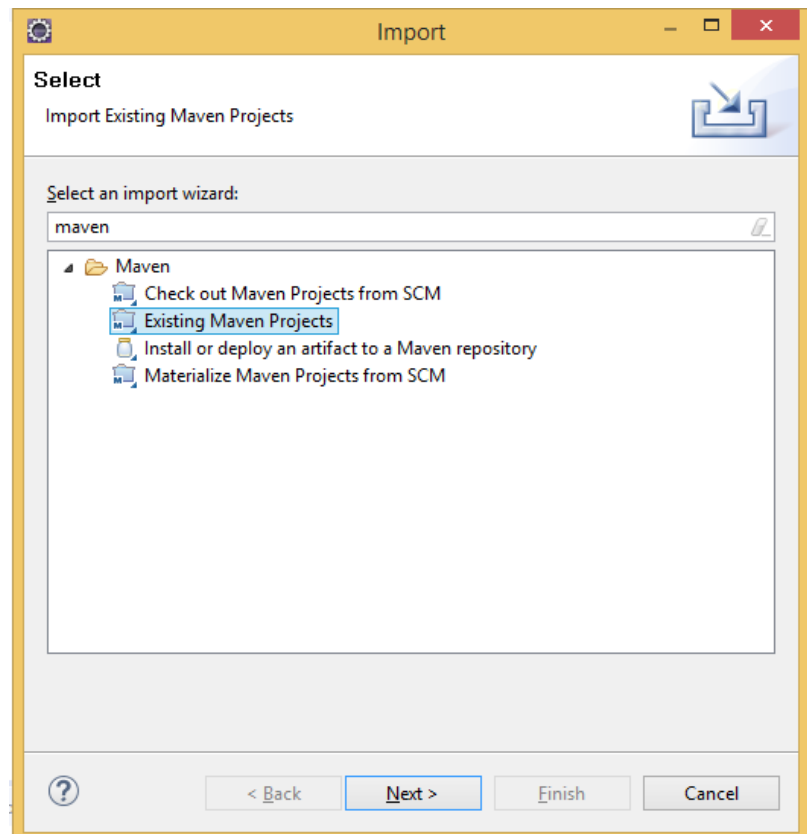 Import
Select
Import Existing Maven Projects
Select an import wizard:
maven
Maven
Check out Maven Projects from SCM
Existing Maven Projects
Install or deploy an artifact to a Maven repository
Materialize Maven Projects from SCM
? < Back Next > Finish Cancel